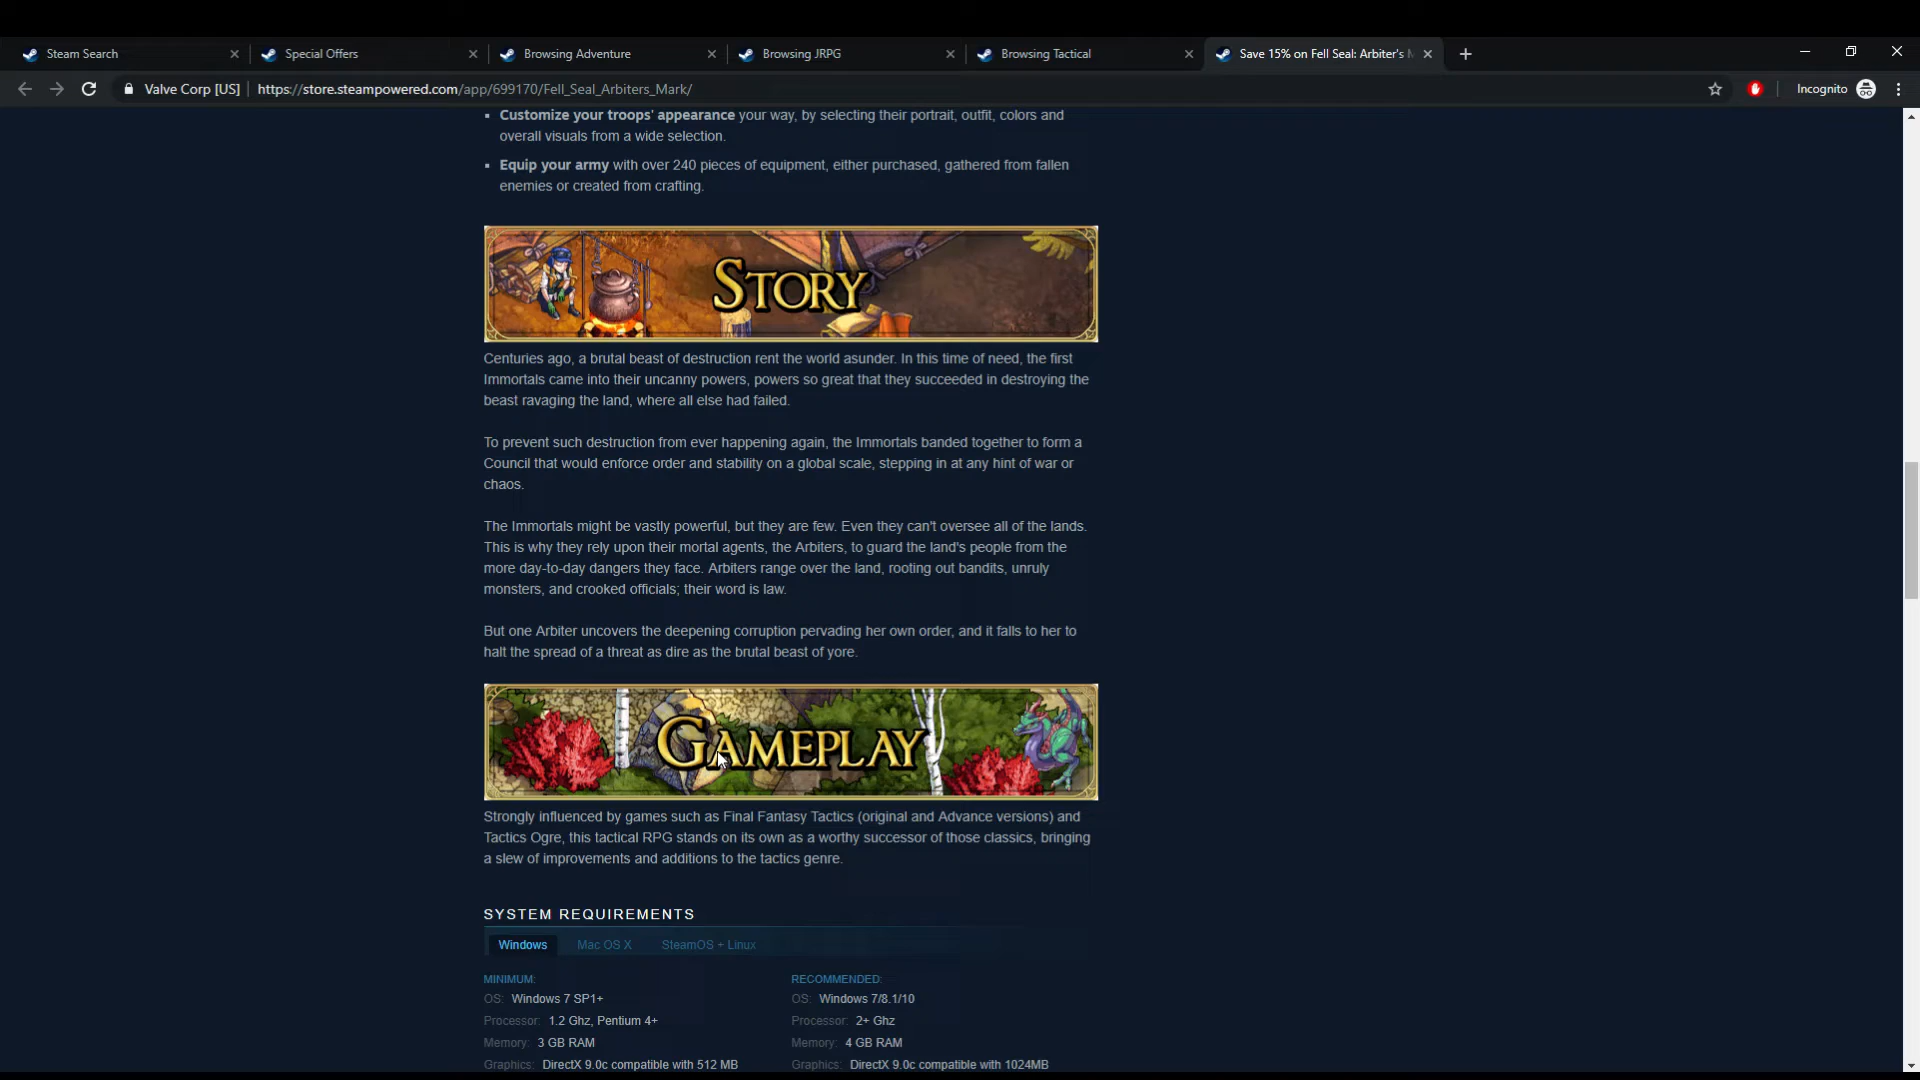 Steam Search
Special Offers
Browsing Adventure
Browsing JRPG
Browsing Tactical
Save 15% on Fell Seal: Arbiter's
Valve Corp [US]
https://store.steampowered.com/app/699170/Fell_Seal_Arbiters_Mark/
Incognito
Customize your troops' appearance your way, by selecting their portrait, outfit, colors and
overall visuals from a wide selection.
Equip your army with over 240 pieces of equipment, either purchased, gathered from fallen
enemies or created from crafting.
STORY
Centuries ago, a brutal beast of destruction rent the world asunder. In this time of need, the first
Immortals came into their uncanny powers, powers so great that they succeeded in destroying the
beast ravaging the land, where all else had failed.
To prevent such destruction from ever happening again, the Immortals banded together to form a
Council that would enforce order and stability on a global scale, stepping in at any hint of war or
chaos.
The Immortals might be vastly powerful, but they are few. Even they can't oversee all of the lands.
This is why they rely upon their mortal agents, the Arbiters, to guard the land's people from the
more day-to-day dangers they face. Arbiters range over the land, rooting out bandits, unruly
monsters, and crooked officials; their word is law.
But one Arbiter uncovers the deepening corruption pervading her own order, and it falls to her to
halt the spread of a threat as dire as the brutal beast of yore.
GAMEPLAY
Strongly influenced by games such as Final Fantasy Tactics (original and Advance versions) and
Tactics Ogre, this tactical RPG stands on its own as a worthy successor of those classics, bringing
a slew of improvements and additions to the tactics genre.
SYSTEM REQUIREMENTS
Windows
Mac OS X
SteamOS + Linux
MINIMUM:
OS: Windows 7 SP1+
Processor: 1.2 Ghz, Pentium 4+
Memory: 3 GB RAM
Graphics: DirectX 9.0c compatible with 512 MB
RECOMMENDED:
OS: Windows 7/8.1/10
Processor: 2+ Ghz
Memory: 4 GB RAM
Graphics: DirectX 9.0c compatible with 1024MB